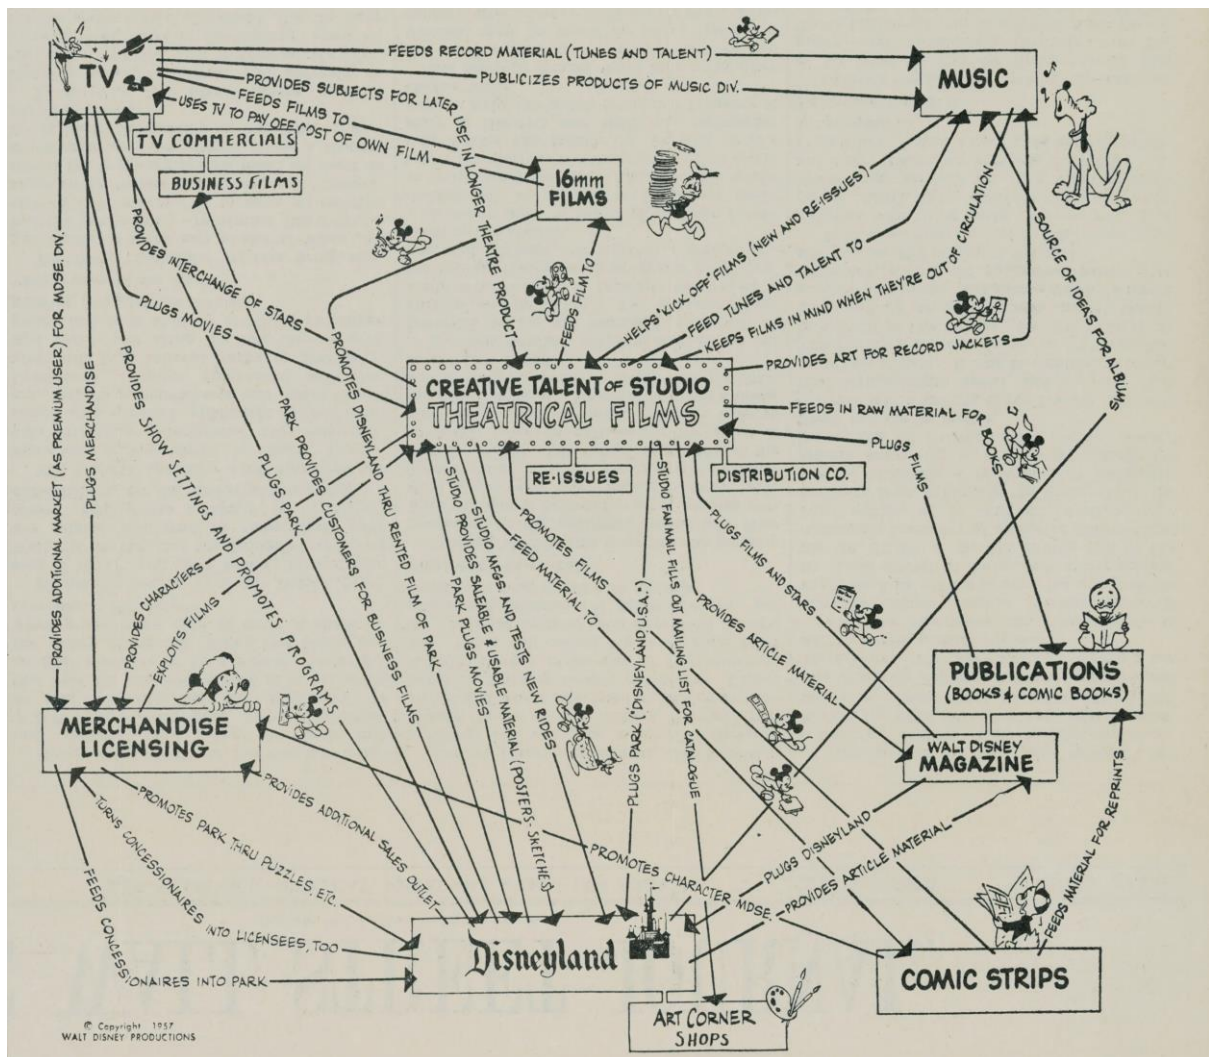 TV
FEEDS RECORD MATERIAL (TUNES AND TALENT)
PUBLICIZES PRODUCTS OF MUSIC DIV.
MUSIC
PROVIDES SUBJECTS FOR LATER USE IN LONGER THEATRE PRODUCT
FEEDS FILMS TO
USES TV TO PAY OFF COST OF OWN FILM
TV COMMERCIALS
BUSINESS FILMS
16mm
FILMS
PROVIDES INTERCHANGE OF STARS
PLUGS MOVIES
FEEDS FILM TO
HELPS "KICK OFF" FILMS (NEW AND RE-ISSUES)
FEED TUNES AND TALENT TO
KEEPS FILMS IN MIND WHEN THEY'RE OUT OF CIRCULATION
PROVIDES ART FOR RECORD JACKETS
SOURCE OF IDEAS FOR ALBUMS
CREATIVE TALENT OF STUDIO
THEATRICAL FILMS
RE-ISSUES
DISTRIBUTION CO.
FEEDS IN RAW MATERIAL FOR BOOKS
PLUGS FILMS
PROVIDES ADDITIONAL MARKET (AS PREMIUM USER) FOR MDSE. DIV.
PLUGS MERCHANDISE
PROVIDES SHOW SETTINGS AND PROMOTES PROGRAMS
PLUGS PARK
PARK PROVIDES CUSTOMERS FOR BUSINESS FILMS
PROMOTES DISNEYLAND THRU RENTED FILM OF PARK
PROVIDES CHARACTERS
EXPLOITS FILMS
PARK PLUGS MOVIES
STUDIO PROVIDES SALEABLE & USABLE MATERIAL (POSTERS-SKETCHES)
STUDIO MFGS. AND TESTS NEW RIDES
FEED MATERIAL TO
PROMOTES FILMS
PLUGS PARK ("DISNEYLAND U.S.A.")
STUDIO FAN MAIL FILLS OUT MAILING LIST FOR CATALOGUE
PROVIDES ARTICLE MATERIAL
PLUGS FILMS AND STARS
PUBLICATIONS
(BOOKS & COMIC BOOKS)
WALT DISNEY
MAGAZINE
MERCHANDISE
LICENSING
PROVIDES ADDITIONAL SALES OUTLET
PROMOTES PARK THRU PUZZLES, ETC.
TURNS CONCESSIONAIRES INTO LICENSEES, TOO
FEEDS CONCESSIONAIRES INTO PARK
PROMOTES CHARACTER MDSE.
PLUGS DISNEYLAND
PROVIDES ARTICLE MATERIAL
FEEDS MATERIAL FOR REPRINTS
Disneyland
COMIC STRIPS
ART CORNER
SHOPS
© Copyright 1957
WALT DISNEY PRODUCTIONS